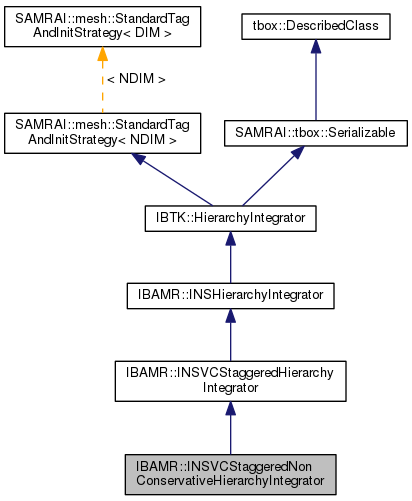 SAMRAI::mesh::StandardTag
AndInitStrategy< DIM >
tbox::DescribedClass
< NDIM >
SAMRAI::mesh::StandardTag
AndInitStrategy< NDIM >
SAMRAI::tbox::Serializable
IBTK::HierarchyIntegrator
IBAMR::INSHierarchyIntegrator
IBAMR::INSVCStaggeredHierarchy
Integrator
IBAMR::INSVCStaggeredNon
ConservativeHierarchyIntegrator